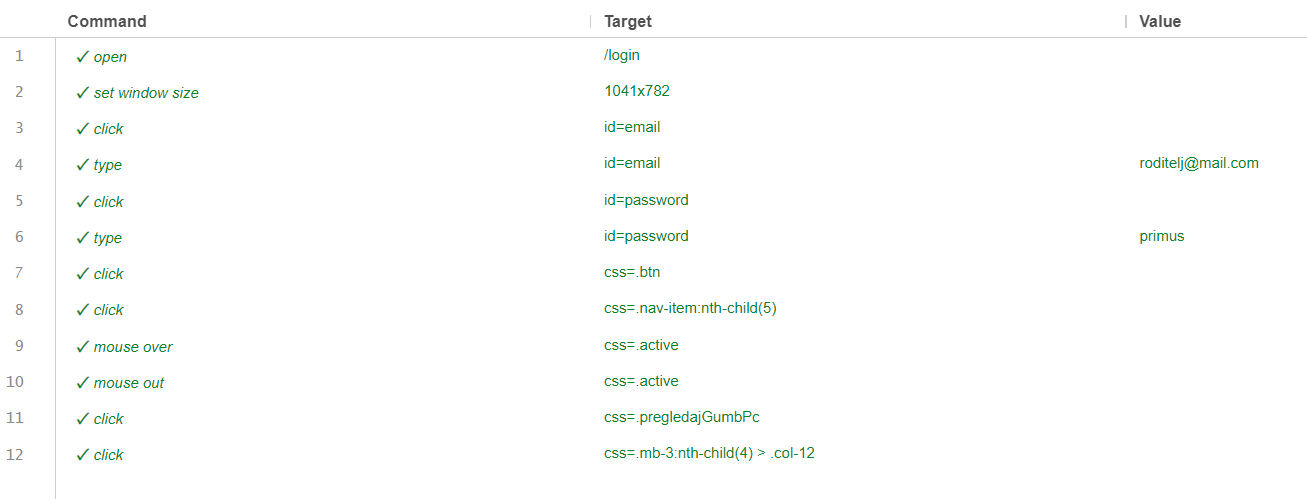 Command Target Value
1 ✓ open /login
2 ✓ set window size 1041x782
3 ✓ click id=email
4 ✓ type id=email roditelj@mail.com
5 ✓ click id=password
6 ✓ type id=password primus
7 ✓ click css=.btn
8 ✓ click css=.nav-item:nth-child(5)
9 ✓ mouse over css=.active
10 ✓ mouse out css=.active
11 ✓ click css=.pregledajGumbPc
12 ✓ click css=.mb-3:nth-child(4) > .col-12